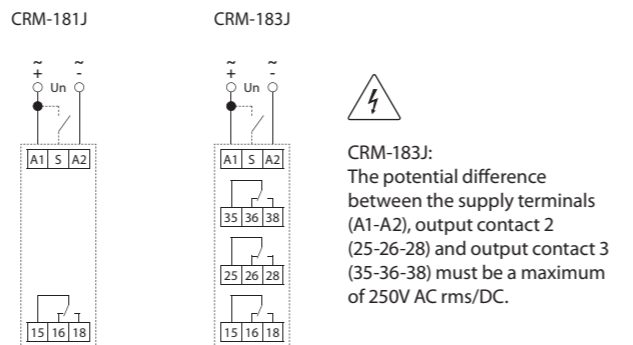 CRM-181J
CRM-183J
~ ~
+ -
Un
A1 S A2
15 16 18
~ ~
+ -
Un
A1 S A2
35 36 38
25 26 28
15 16 18
CRM-183J:
The potential difference
between the supply terminals
(A1-A2), output contact 2
(25-26-28) and output contact 3
(35-36-38) must be a maximum
of 250V AC rms/DC.